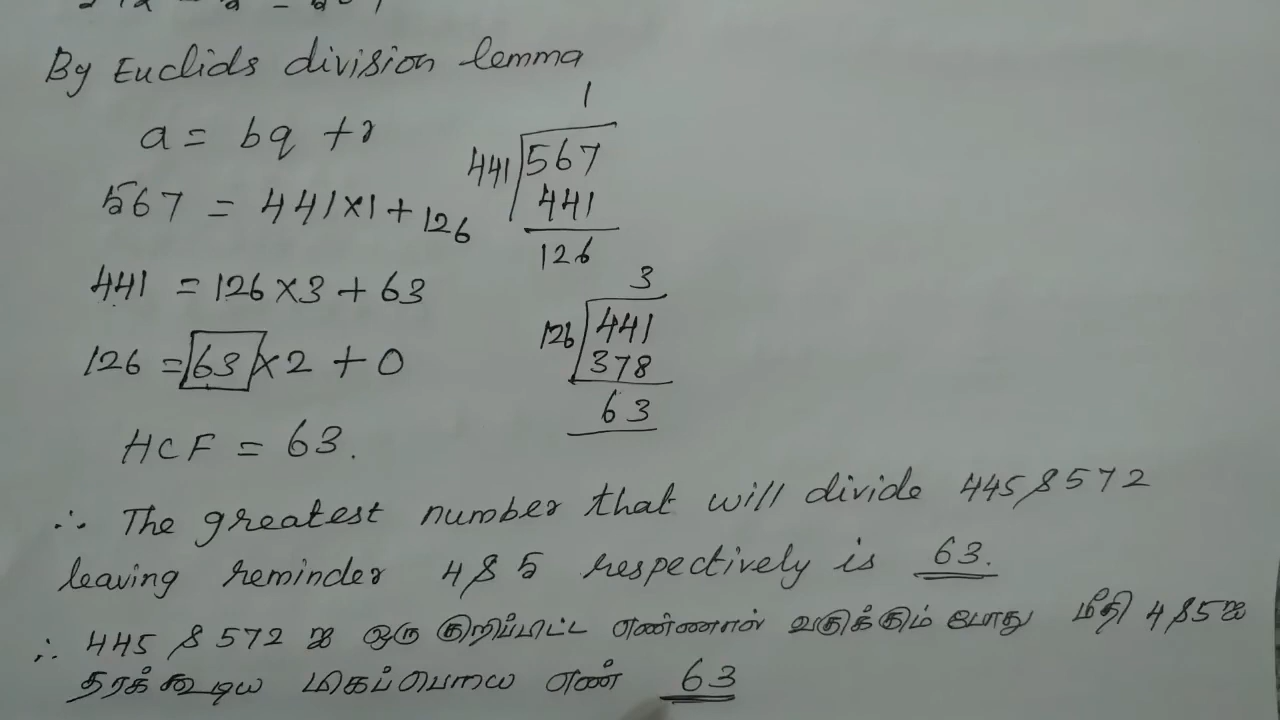 By Euclids division lemma
a = bq + r
567 = 441 × 1 + 126
441 = 126 × 3 + 63
126 = 63 × 2 + 0
HCF = 63.
1
441 567
441
126
3
126 441
378
63
∴ The greatest number that will divide 445 & 572
leaving reminder 4 & 5 respectively is 63.
∴ 445 & 572 ஐ ஒரு குறிப்பிட்ட எண்ணால் வகுக்கும் போது மீதி 4 & 5 ஐ
தரக்கூடிய மிகப்பெரிய எண் 63